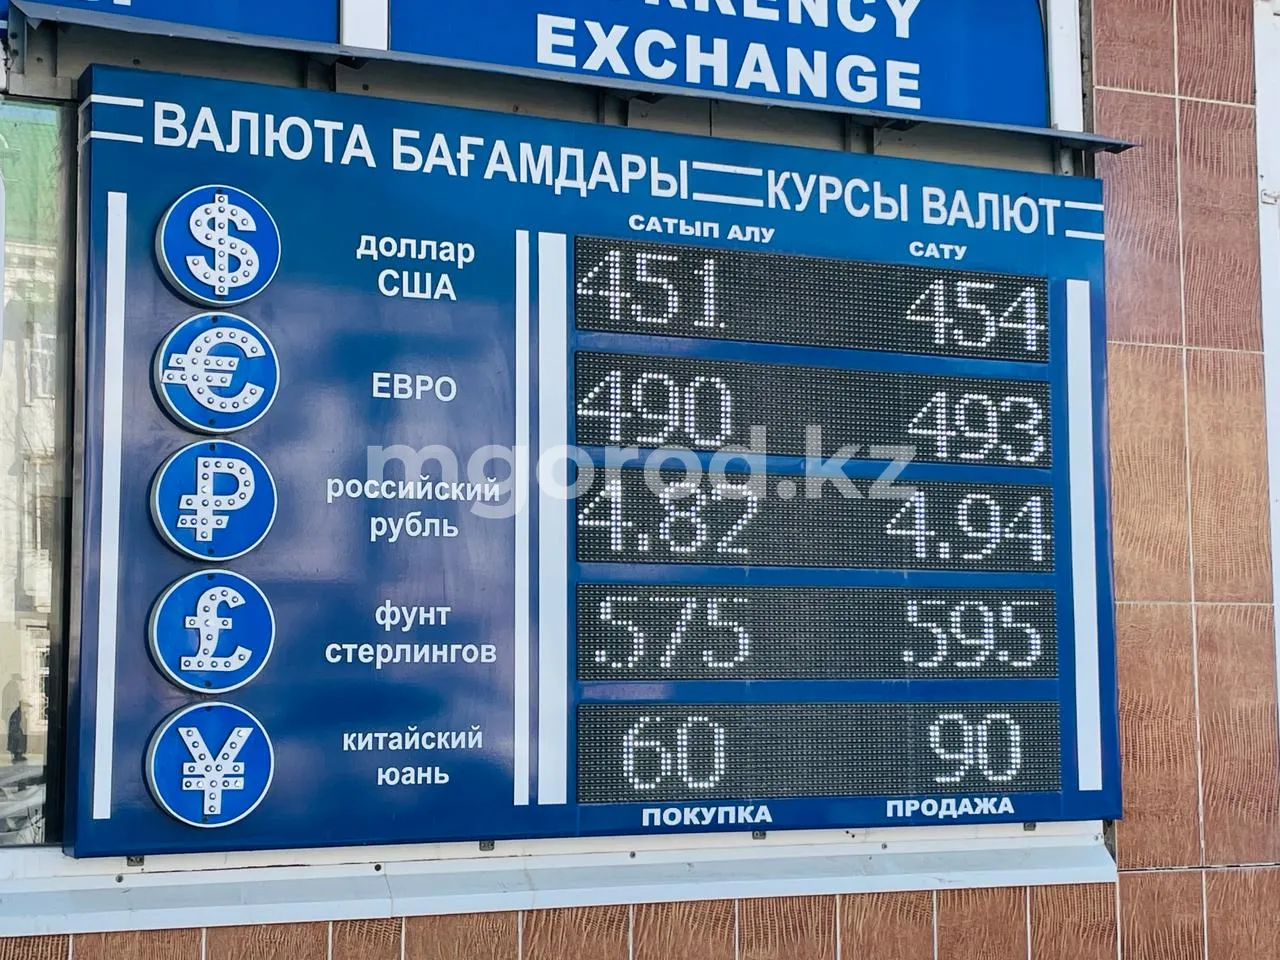 CURRENCY
EXCHANGE
ВАЛЮТА БАҒАМДАРЫ КУРСЫ ВАЛЮТ
САТЫП АЛУ САТУ
$ доллар США 451 454
€ ЕВРО 490 493
₽ российский рубль 4.82 4.94
£ фунт стерлингов 575 595
¥ китайский юань 60 90
ПОКУПКА ПРОДАЖА
mgorod.kz